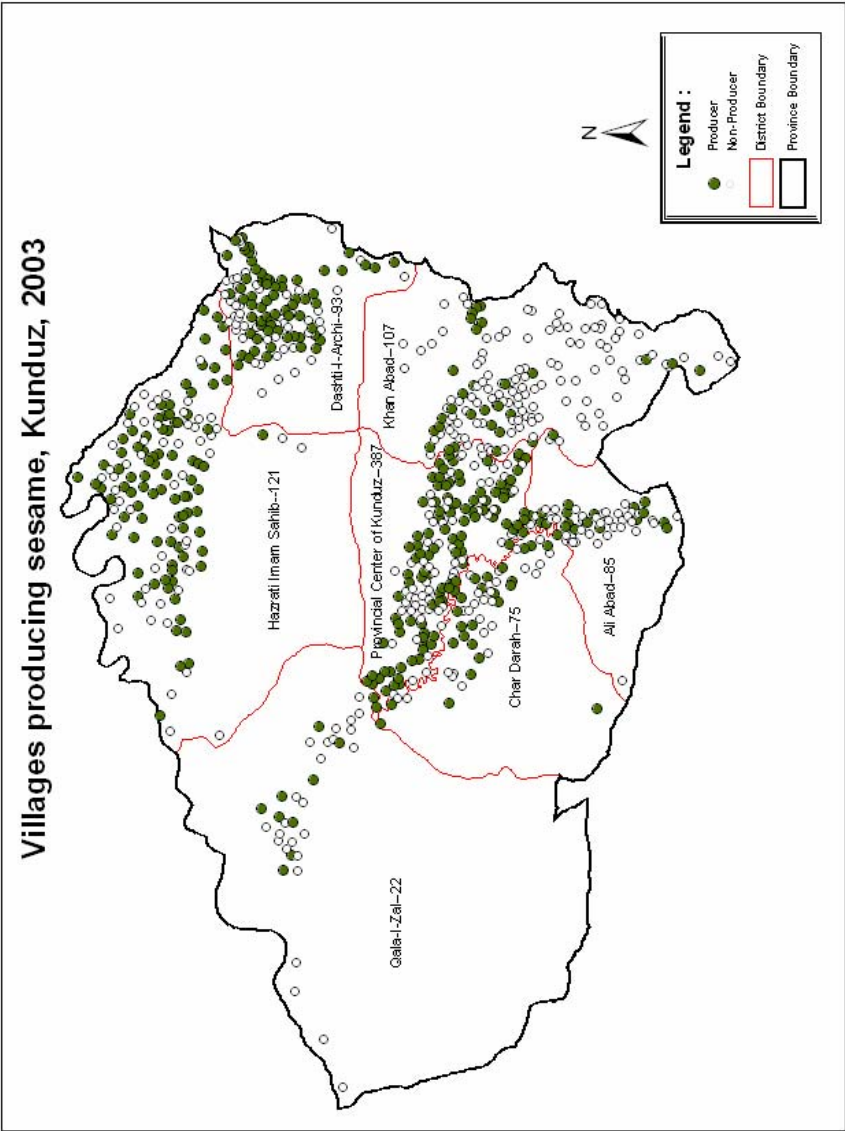 Villages producing sesame, Kunduz, 2003
Hazrati Imam Sahib--121
Dashti-I-Archi--93
Khan Abad--107
Provincial Center of Kunduz--387
Qala-I-Zal--22
Char Darah--75
Ali Abad--85
N
Legend :
Producer
Non-Producer
District Boundary
Province Boundary